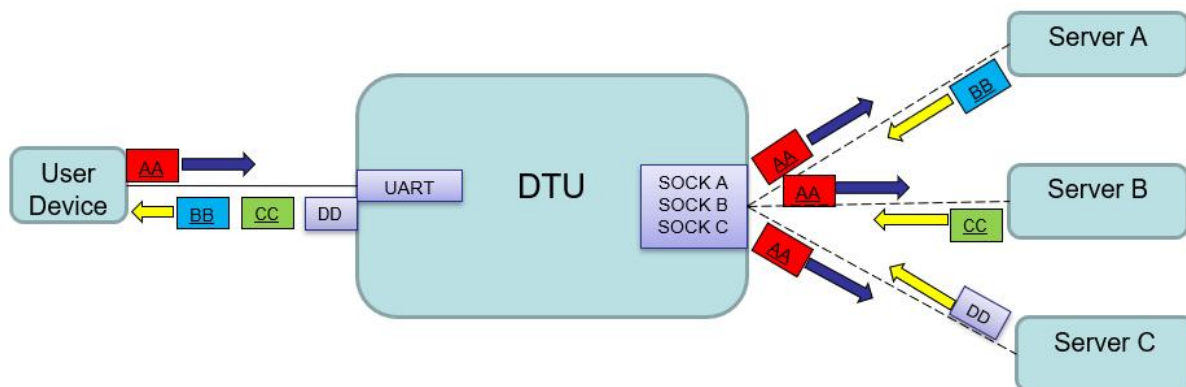 Server A
BB
AA
AA
User
Device
UART
DTU
SOCK A
SOCK B
SOCK C
AA
Server B
BB
CC
DD
CC
AA
DD
Server C